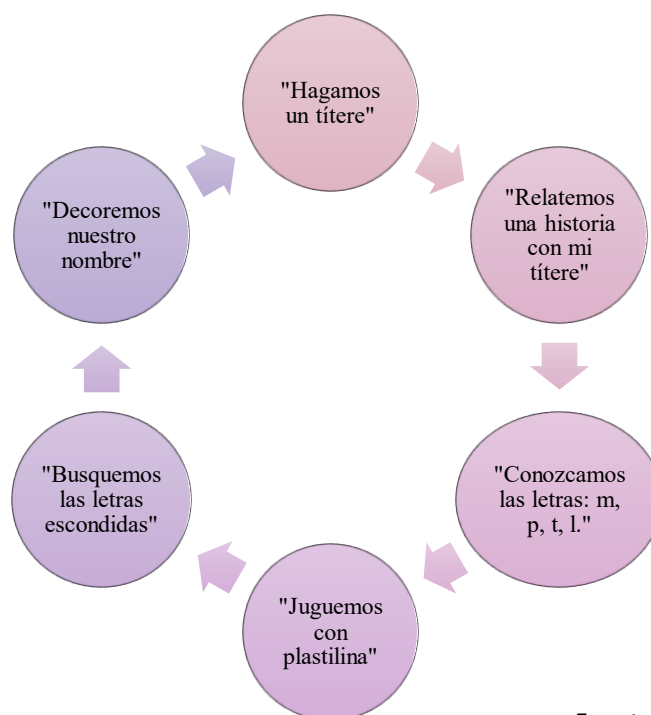 "Hagamos
un títere"
"Relatemos
una historia
con mi
títere"
"Conozcamos
las letras: m,
p, t, l."
"Juguemos
con
plastilina"
"Busquemos
las letras
escondidas"
"Decoremos
nuestro
nombre"